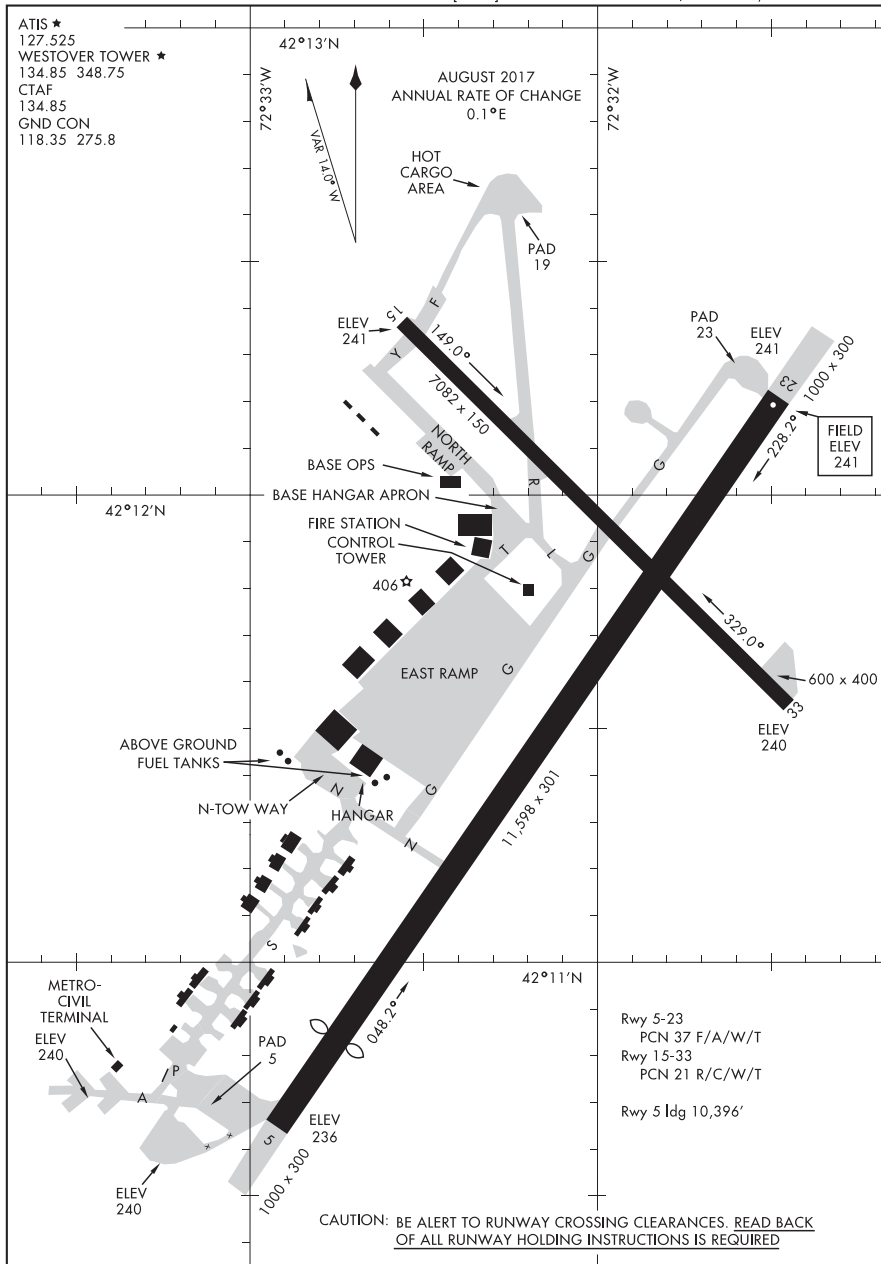 ATIS ★
127.525
WESTOVER TOWER ★
134.85 348.75
CTAF
134.85
GND CON
118.35 275.8
42°13'N
72°33'W
72°32'W
AUGUST 2017
ANNUAL RATE OF CHANGE
0.1°E
VAR 14.0° W
HOT
CARGO
AREA
PAD
19
F
15
ELEV
241
149.0°
Y
7082 x 150
PAD
23
ELEV
241
23
1000 x 300
228.2°
FIELD
ELEV
241
NORTH
RAMP
BASE OPS
R
G
BASE HANGAR APRON
42°12'N
FIRE STATION
CONTROL
TOWER
T
L
G
406
329.0°
EAST RAMP
G
600 x 400
33
ELEV
240
ABOVE GROUND
FUEL TANKS
N-TOW WAY
N
HANGAR
G
N
11,598 x 301
S
42°11'N
METRO-
CIVIL
TERMINAL
ELEV
240
048.2°
PAD
5
P
A
ELEV
236
5
1000 x 300
ELEV
240
Rwy 5-23
PCN 37 F/A/W/T
Rwy 15-33
PCN 21 R/C/W/T
Rwy 5 ldg 10,396'
CAUTION: BE ALERT TO RUNWAY CROSSING CLEARANCES. READ BACK
OF ALL RUNWAY HOLDING INSTRUCTIONS IS REQUIRED